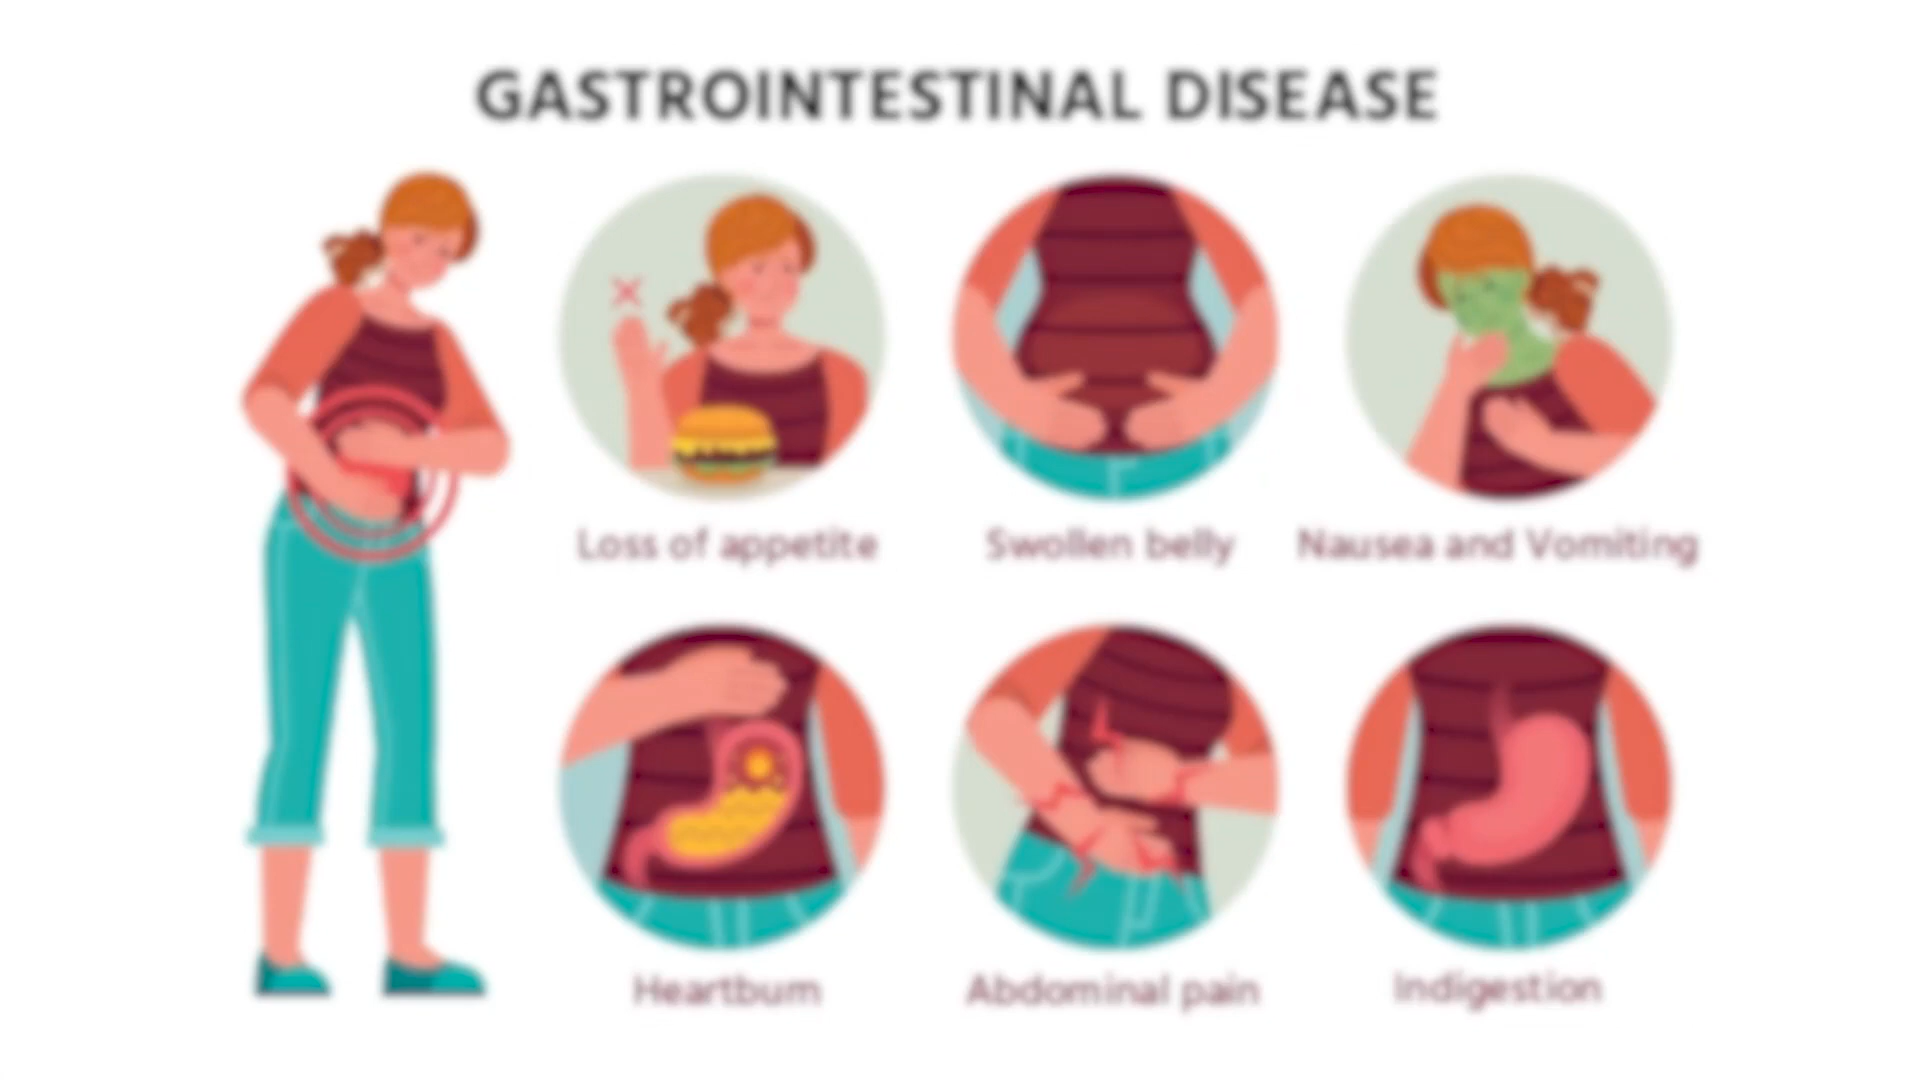 GASTROINTESTINAL DISEASE
Loss of appetite
Swollen belly
Nausea and Vomiting
Heartburn
Abdominal pain
Indigestion